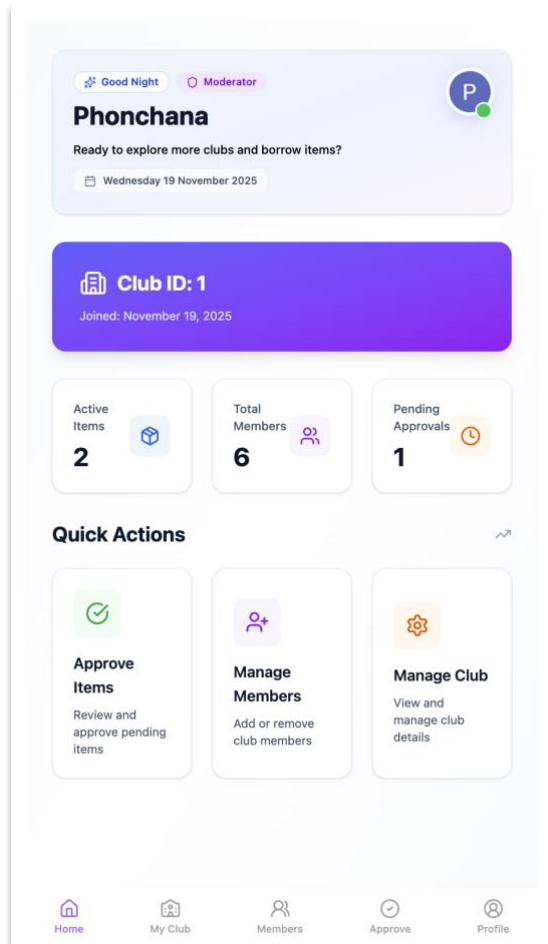 Good Night
Moderator
P
Phonchana
Ready to explore more clubs and borrow items?
Wednesday 19 November 2025
Club ID: 1
Joined: November 19, 2025
Active
Items
2
Total
Members
6
Pending
Approvals
1
Quick Actions
Approve
Items
Review and
approve pending
items
Manage
Members
Add or remove
club members
Manage Club
View and
manage club
details
Home
My Club
Members
Approve
Profile